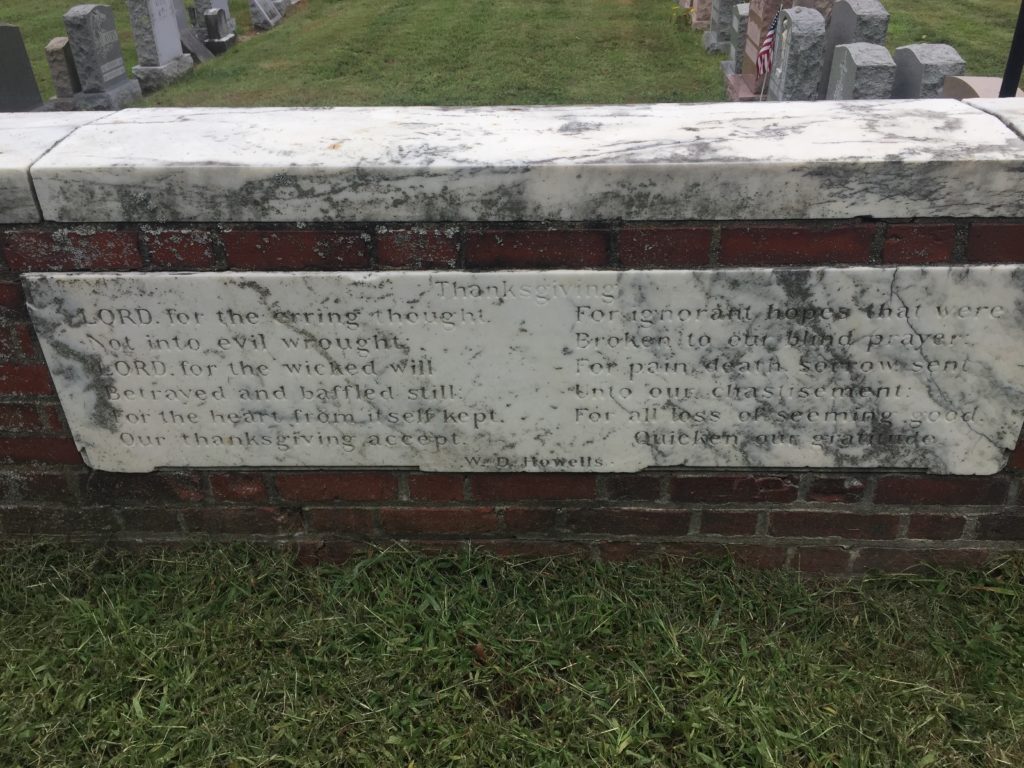 Thanksgiving
LORD. for the erring thought.
Not into evil wrought;
LORD. for the wicked will
Betrayed and baffled still:
For the heart from itself kept.
Our thanksgiving accept.
For ignorant hopes that were
Broken to our blind prayer:
For pain, death, sorrow sent
Unto our chastisement:
For all loss of seeming good.
Quicken our gratitude
W. D. Howells